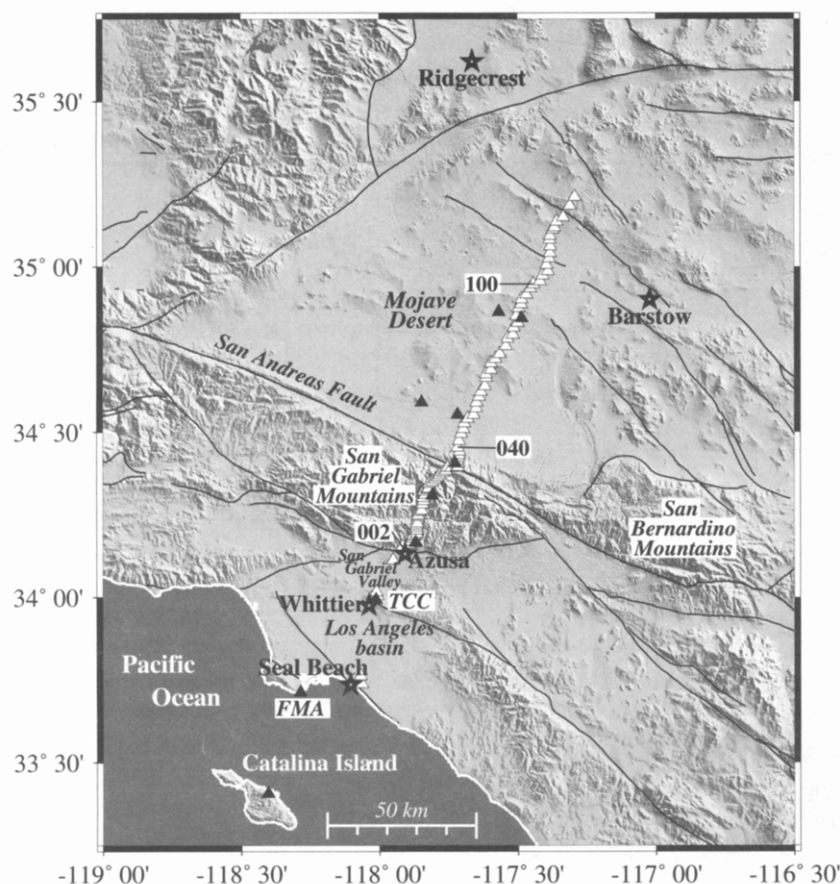 Ridgecrest
35° 30'
35° 00'
100
Mojave
Desert
Barstow
San Andreas Fault
34° 30'
040
San
Gabriel
Mountains
San
Bernardino
Mountains
002
Azusa
San
Gabriel
Valley
34° 00'
Whittier
TCC
Los Angeles
basin
Pacific
Ocean
Seal Beach
FMA
33° 30'
Catalina Island
50 km
-119° 00'
-118° 30'
-118° 00'
-117° 30'
-117° 00'
-116° 30'